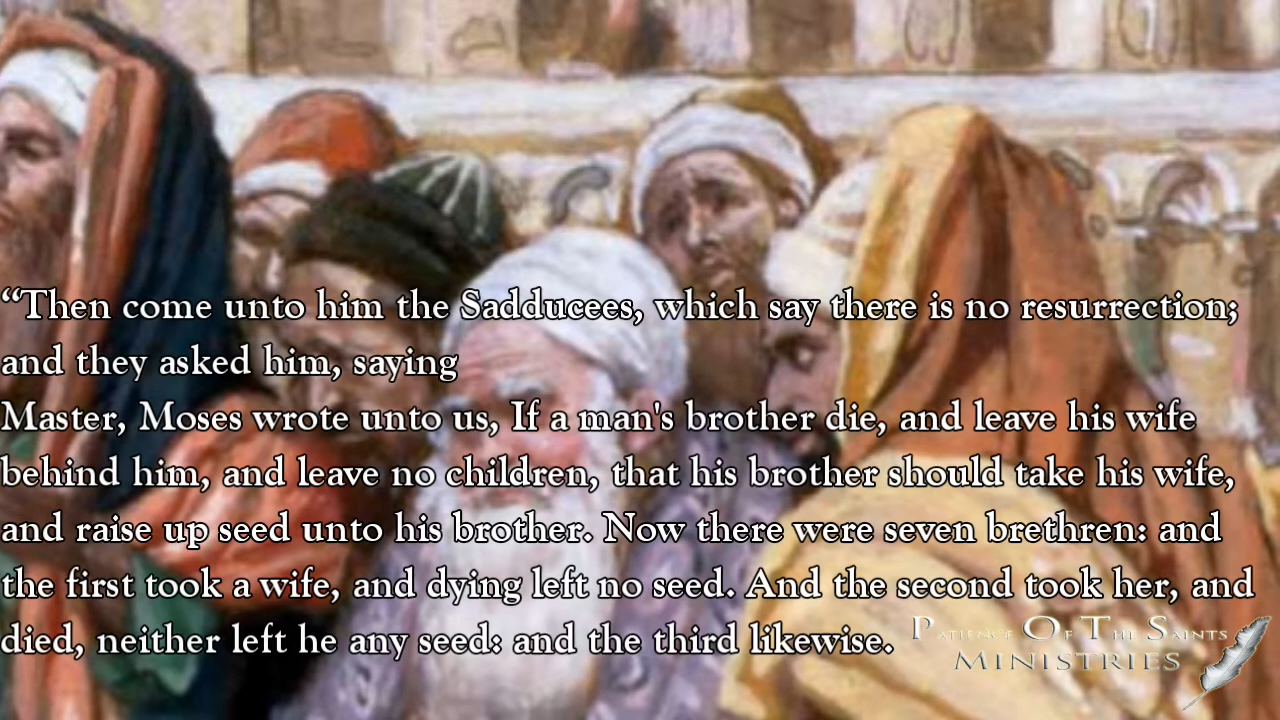 “Then come unto him the Sadducees, which say there is no resurrection;
and they asked him, saying
Master, Moses wrote unto us, If a man's brother die, and leave his wife
behind him, and leave no children, that his brother should take his wife,
and raise up seed unto his brother. Now there were seven brethren: and
the first took a wife, and dying left no seed. And the second took her, and
died, neither left he any seed: and the third likewise.
Patience Of The Saints
Ministries